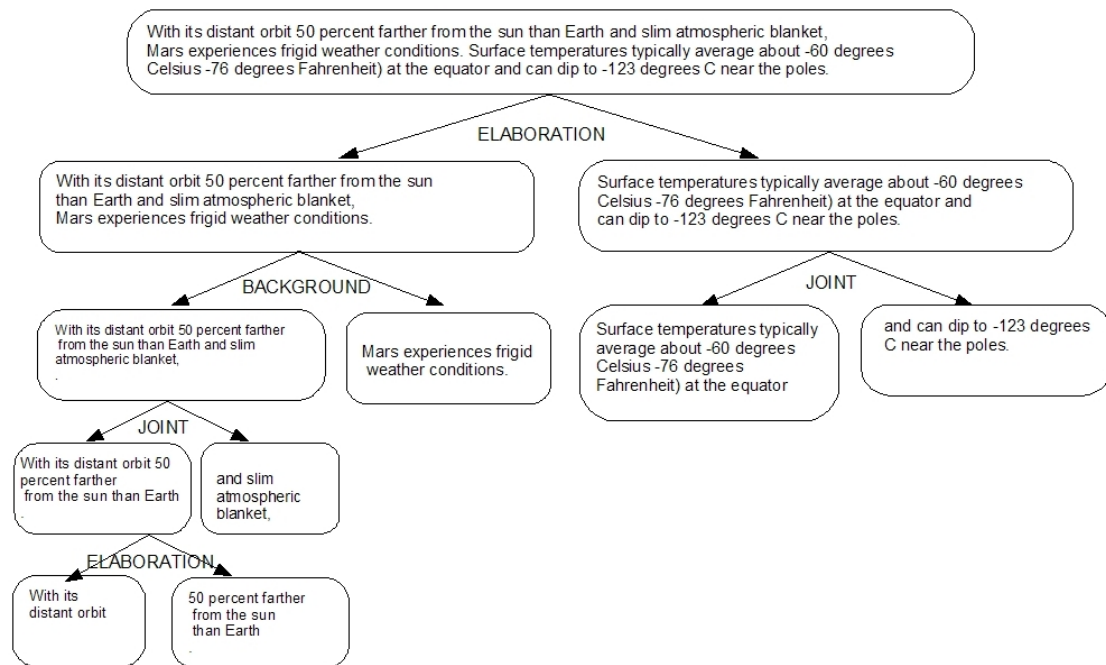 With its distant orbit 50 percent farther from the sun than Earth and slim atmospheric blanket,
Mars experiences frigid weather conditions. Surface temperatures typically average about -60 degrees
Celsius -76 degrees Fahrenheit) at the equator and can dip to -123 degrees C near the poles.
ELABORATION
With its distant orbit 50 percent farther from the sun
than Earth and slim atmospheric blanket,
Mars experiences frigid weather conditions.
Surface temperatures typically average about -60 degrees
Celsius -76 degrees Fahrenheit) at the equator and
can dip to -123 degrees C near the poles.
BACKGROUND
JOINT
With its distant orbit 50 percent farther
from the sun than Earth and slim
atmospheric blanket,
.
Mars experiences frigid
weather conditions.
Surface temperatures typically
average about -60 degrees
Celsius -76 degrees
Fahrenheit) at the equator
and can dip to -123 degrees
C near the poles.
JOINT
With its distant orbit 50
percent farther
from the sun than Earth
.
and slim
atmospheric
blanket,
ELABORATION
With its
distant orbit
50 percent farther
from the sun
than Earth
.